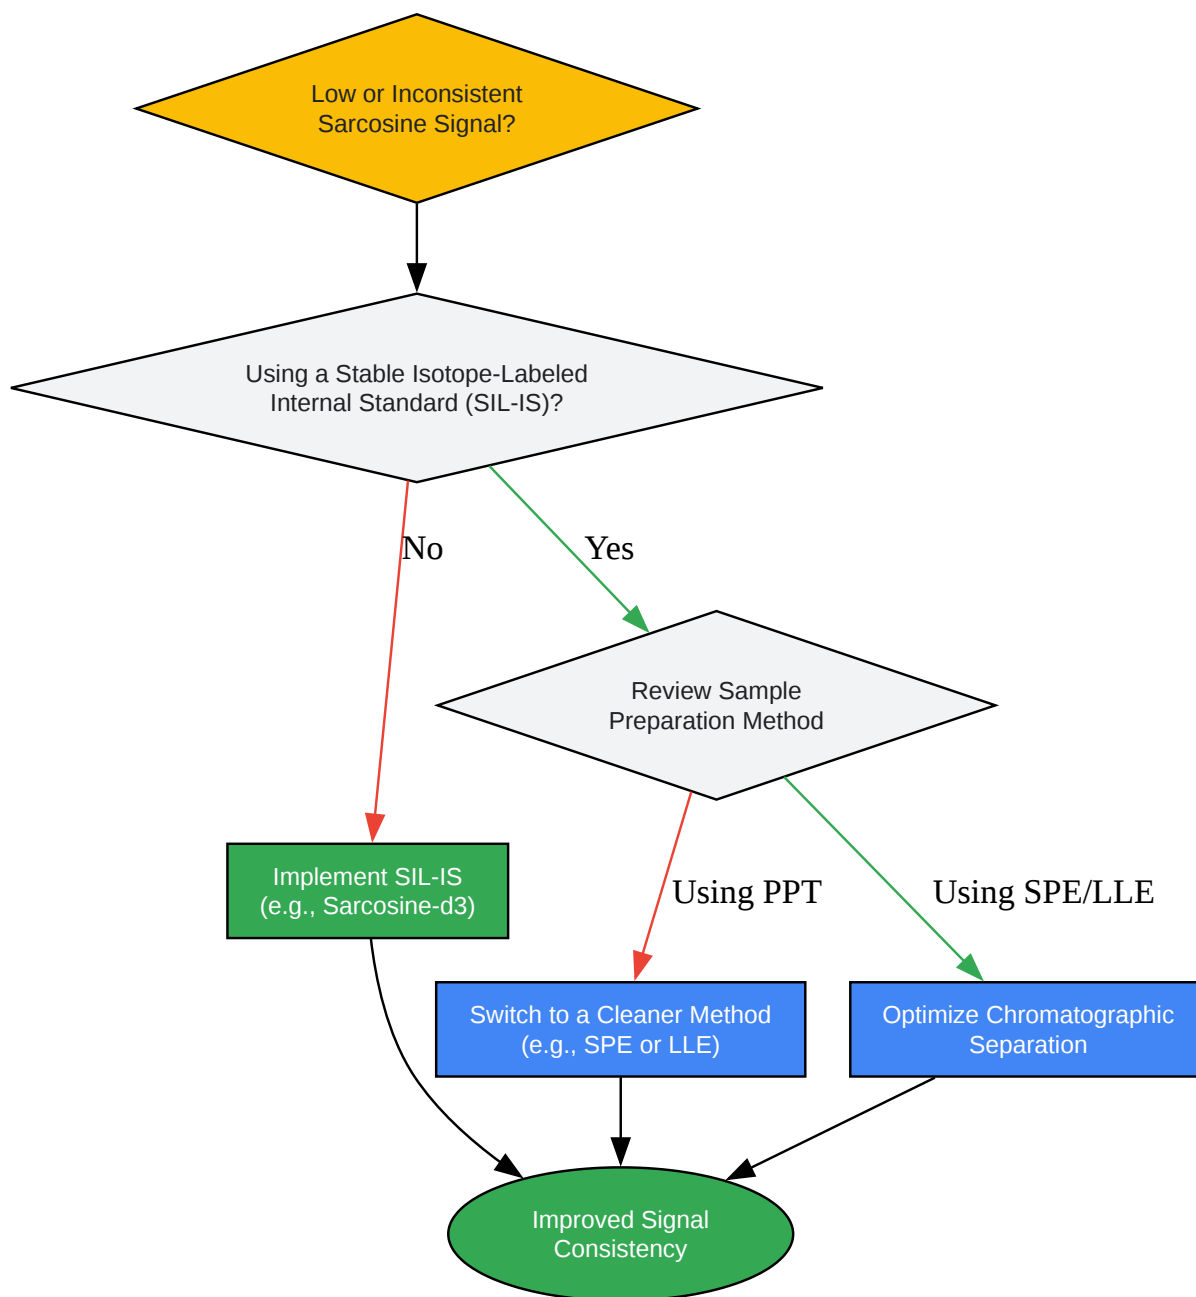 Low or Inconsistent
Sarcosine Signal?
Using a Stable Isotope-Labeled
Internal Standard (SIL-IS)?
No
Yes
Review Sample
Preparation Method
Implement SIL-IS
(e.g., Sarcosine-d3)
Using PPT
Using SPE/LLE
Switch to a Cleaner Method
(e.g., SPE or LLE)
Optimize Chromatographic
Separation
Improved Signal
Consistency